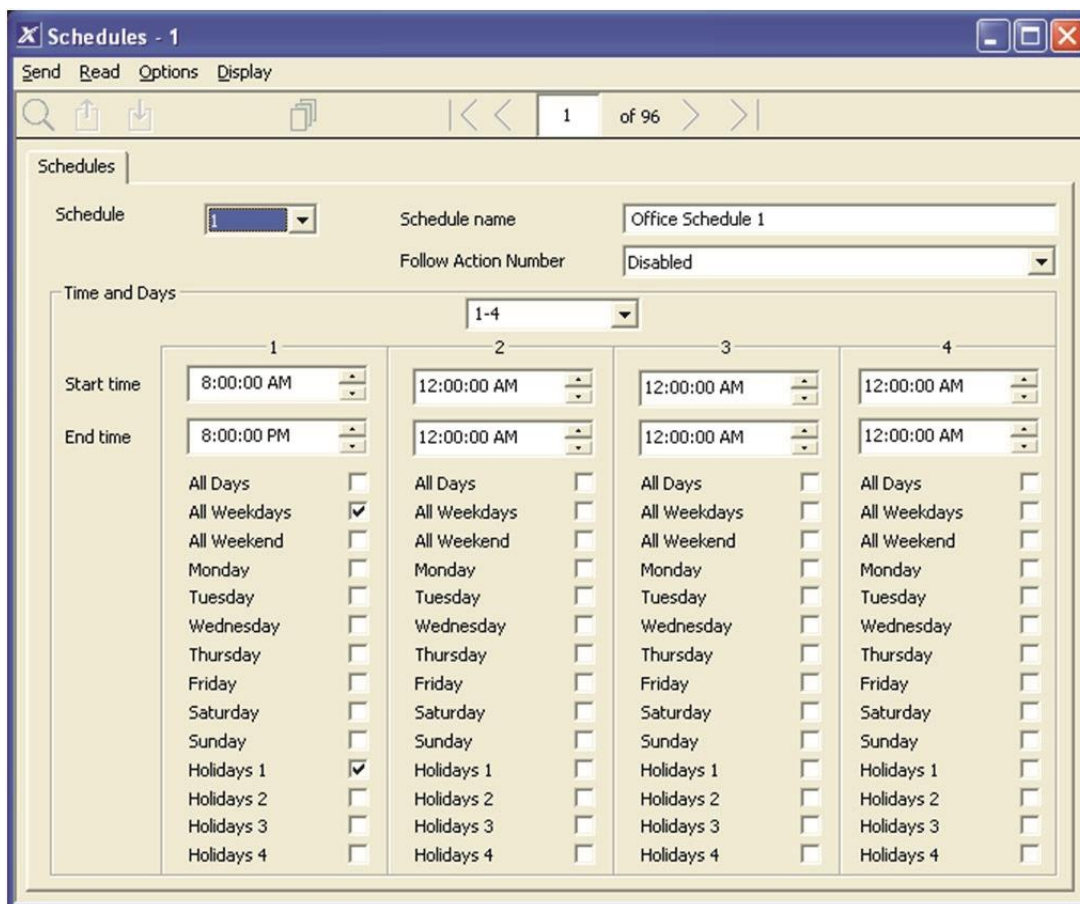 Schedules - 1
Send Read Options Display
1 of 96
Schedules
Schedule 1 Schedule name Office Schedule 1
Follow Action Number Disabled
Time and Days
1-4
1 2 3 4
Start time 8:00:00 AM 12:00:00 AM 12:00:00 AM 12:00:00 AM
End time 8:00:00 PM 12:00:00 AM 12:00:00 AM 12:00:00 AM
All Days All Days All Days All Days
All Weekdays All Weekdays All Weekdays All Weekdays
All Weekend All Weekend All Weekend All Weekend
Monday Monday Monday Monday
Tuesday Tuesday Tuesday Tuesday
Wednesday Wednesday Wednesday Wednesday
Thursday Thursday Thursday Thursday
Friday Friday Friday Friday
Saturday Saturday Saturday Saturday
Sunday Sunday Sunday Sunday
Holidays 1 Holidays 1 Holidays 1 Holidays 1
Holidays 2 Holidays 2 Holidays 2 Holidays 2
Holidays 3 Holidays 3 Holidays 3 Holidays 3
Holidays 4 Holidays 4 Holidays 4 Holidays 4